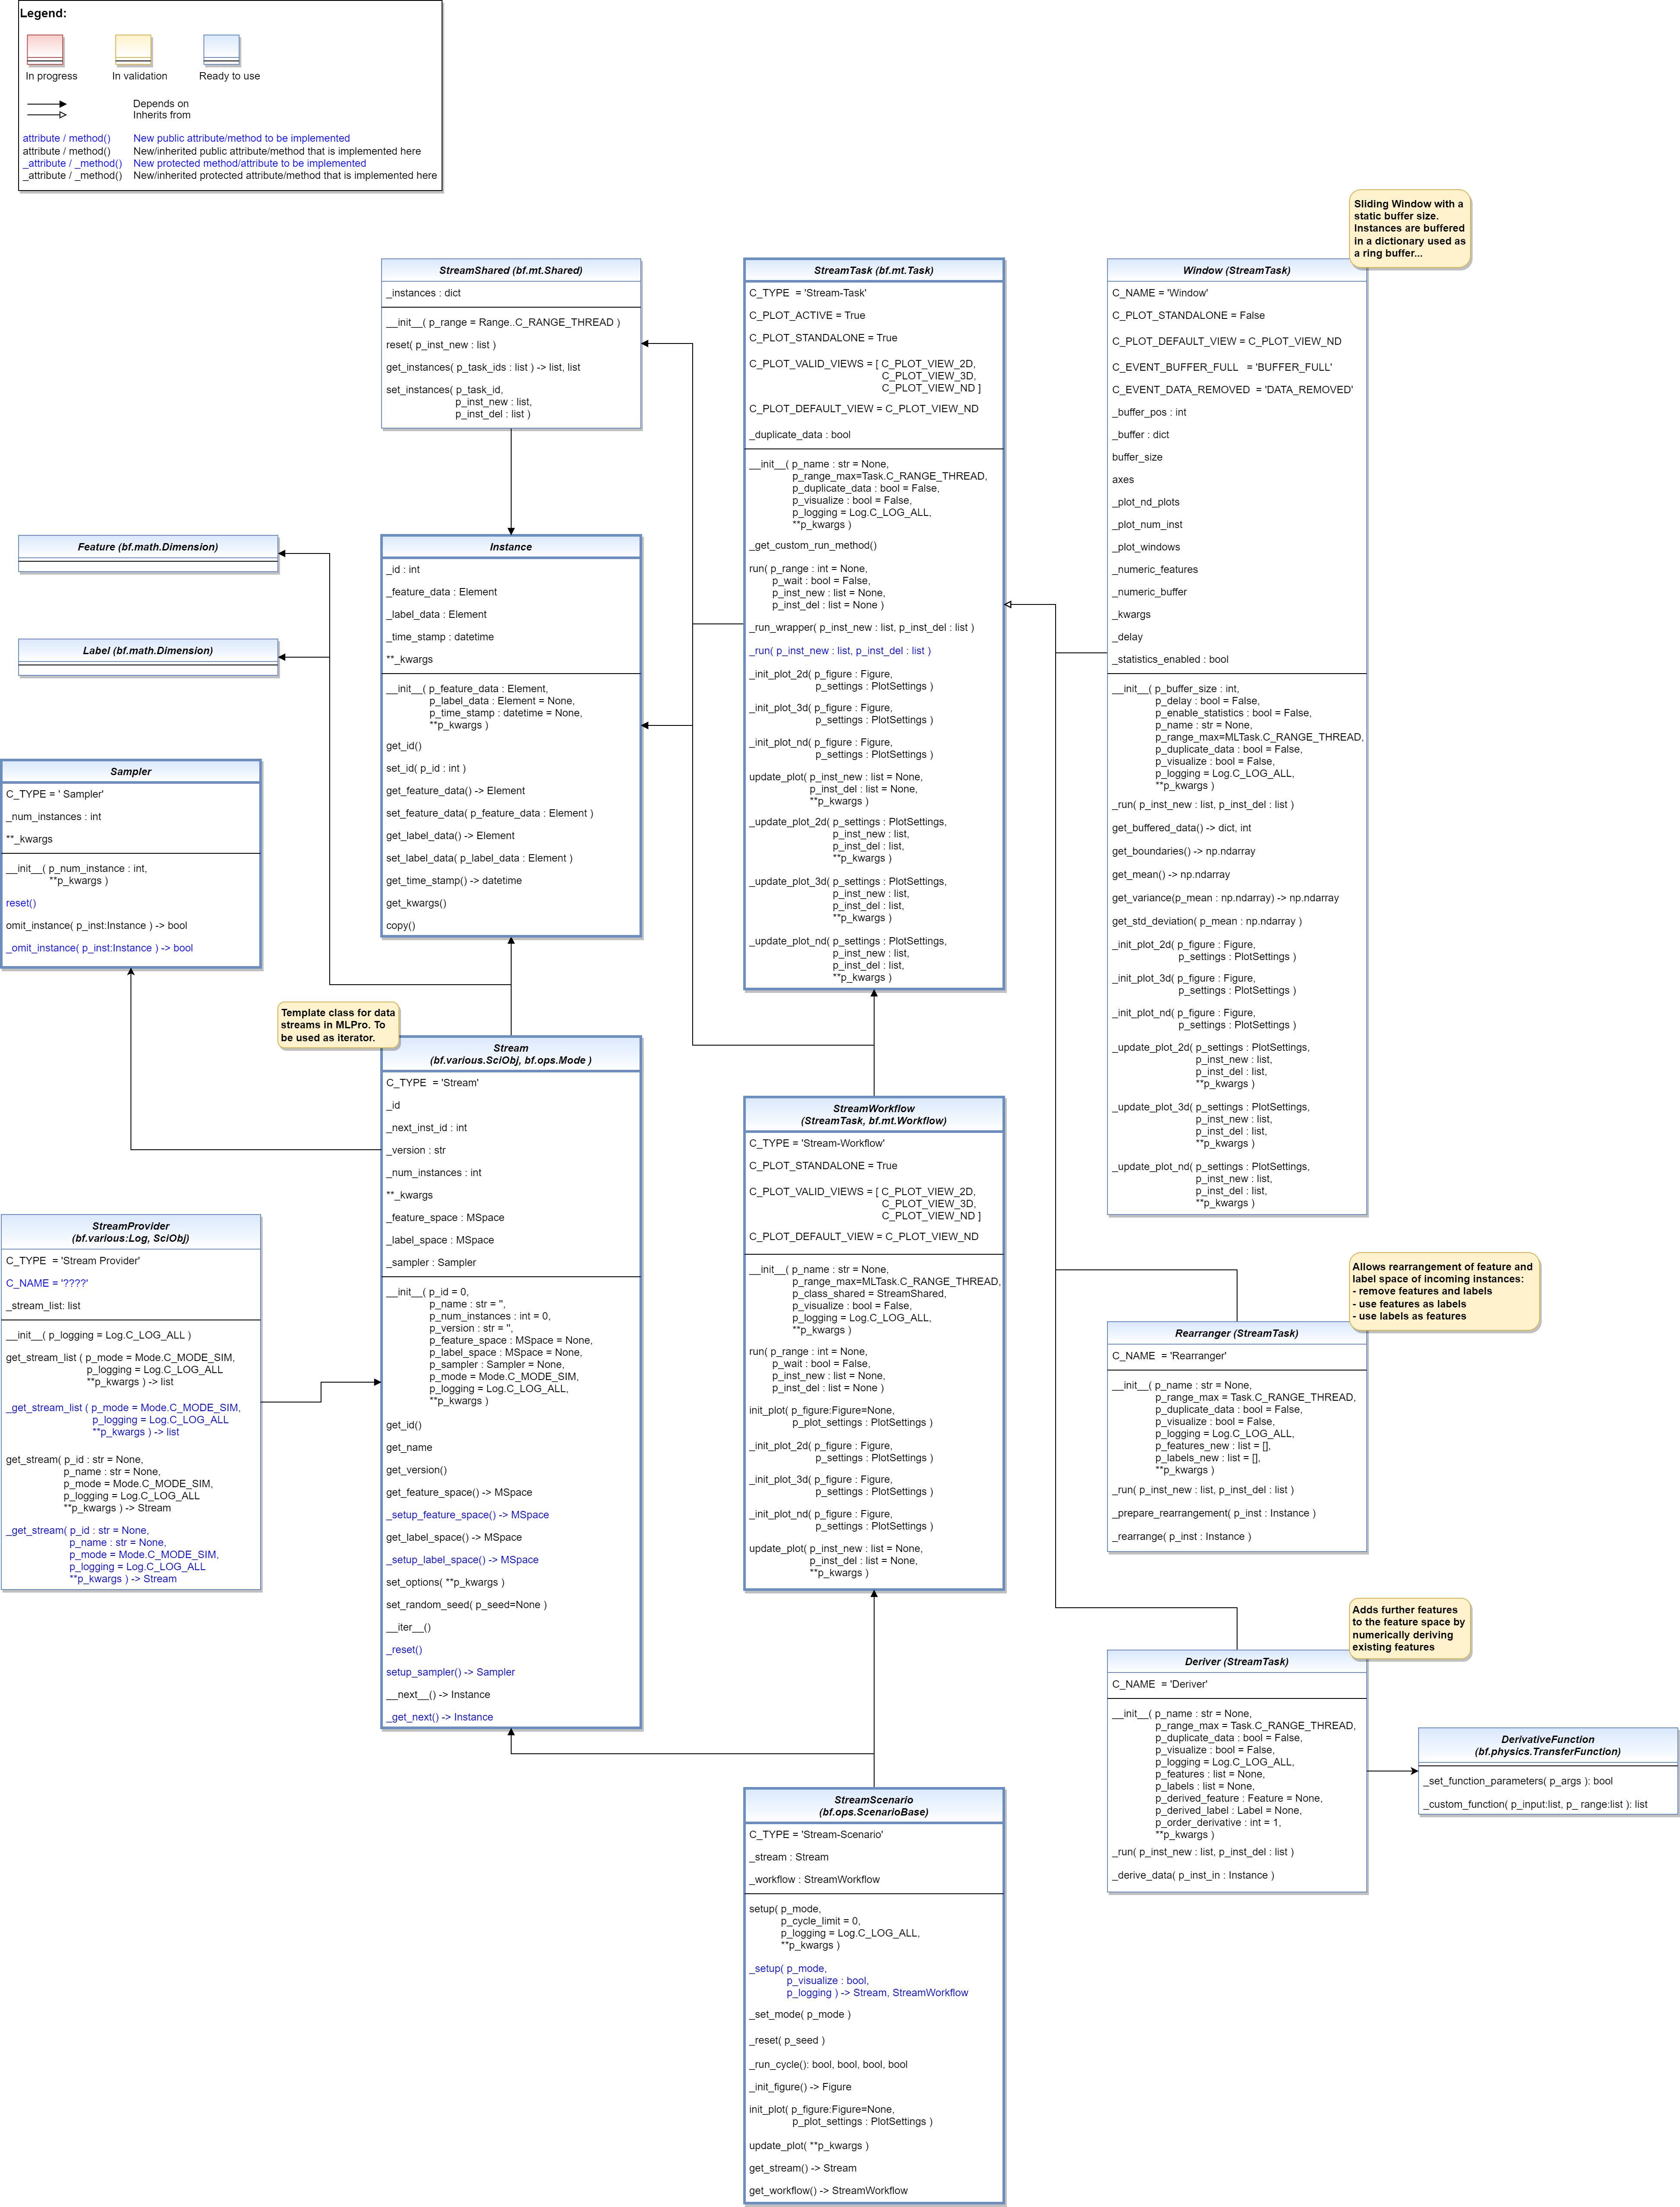 Legend:
In progress
In validation
Ready to use
Depends on
Inherits from
attribute / method() New public attribute/method to be implemented
attribute / method() New/inherited public attribute/method that is implemented here
_attribute / _method() New protected method/attribute to be implemented
_attribute / _method() New/inherited protected attribute/method that is implemented here
Sliding Window with a
static buffer size.
Instances are buffered
in a dictionary used as
a ring buffer...
StreamShared (bf.mt.Shared)
_instances : dict
__init__( p_range = Range..C_RANGE_THREAD )
reset( p_inst_new : list )
get_instances( p_task_ids : list ) -> list, list
set_instances( p_task_id,
p_inst_new : list,
p_inst_del : list )
StreamTask (bf.mt.Task)
C_TYPE  = 'Stream-Task'
C_PLOT_ACTIVE = True
C_PLOT_STANDALONE = True
C_PLOT_VALID_VIEWS = [ C_PLOT_VIEW_2D,
C_PLOT_VIEW_3D,
C_PLOT_VIEW_ND ]
C_PLOT_DEFAULT_VIEW = C_PLOT_VIEW_ND
_duplicate_data : bool
__init__( p_name : str = None,
p_range_max=Task.C_RANGE_THREAD,
p_duplicate_data : bool = False,
p_visualize : bool = False,
p_logging = Log.C_LOG_ALL,
**p_kwargs )
_get_custom_run_method()
run( p_range : int = None,
p_wait : bool = False,
p_inst_new : list = None,
p_inst_del : list = None )
_run_wrapper( p_inst_new : list, p_inst_del : list )
_run( p_inst_new : list, p_inst_del : list )
_init_plot_2d( p_figure : Figure,
p_settings : PlotSettings )
_init_plot_3d( p_figure : Figure,
p_settings : PlotSettings )
_init_plot_nd( p_figure : Figure,
p_settings : PlotSettings )
update_plot( p_inst_new : list = None,
p_inst_del : list = None,
**p_kwargs )
_update_plot_2d( p_settings : PlotSettings,
p_inst_new : list,
p_inst_del : list,
**p_kwargs )
_update_plot_3d( p_settings : PlotSettings,
p_inst_new : list,
p_inst_del : list,
**p_kwargs )
_update_plot_nd( p_settings : PlotSettings,
p_inst_new : list,
p_inst_del : list,
**p_kwargs )
Window (StreamTask)
C_NAME = 'Window'
C_PLOT_STANDALONE = False
C_PLOT_DEFAULT_VIEW = C_PLOT_VIEW_ND
C_EVENT_BUFFER_FULL   = 'BUFFER_FULL'
C_EVENT_DATA_REMOVED  = 'DATA_REMOVED'
_buffer_pos : int
_buffer : dict
buffer_size
axes
_plot_nd_plots
_plot_num_inst
_plot_windows
_numeric_features
_numeric_buffer
_kwargs
_delay
_statistics_enabled : bool
__init__( p_buffer_size : int,
p_delay : bool = False,
p_enable_statistics : bool = False,
p_name : str = None,
p_range_max=MLTask.C_RANGE_THREAD,
p_duplicate_data : bool = False,
p_visualize : bool = False,
p_logging = Log.C_LOG_ALL,
**p_kwargs )
_run( p_inst_new : list, p_inst_del : list )
get_buffered_data() -> dict, int
get_boundaries() -> np.ndarray
get_mean() -> np.ndarray
get_variance(p_mean : np.ndarray) -> np.ndarray
get_std_deviation( p_mean : np.ndarray )
_init_plot_2d( p_figure : Figure,
p_settings : PlotSettings )
_init_plot_3d( p_figure : Figure,
p_settings : PlotSettings )
_init_plot_nd( p_figure : Figure,
p_settings : PlotSettings )
_update_plot_2d( p_settings : PlotSettings,
p_inst_new : list,
p_inst_del : list,
**p_kwargs )
_update_plot_3d( p_settings : PlotSettings,
p_inst_new : list,
p_inst_del : list,
**p_kwargs )
_update_plot_nd( p_settings : PlotSettings,
p_inst_new : list,
p_inst_del : list,
**p_kwargs )
Feature (bf.math.Dimension)
Label (bf.math.Dimension)
Instance
_id : int
_feature_data : Element
_label_data : Element
_time_stamp : datetime
**_kwargs
__init__( p_feature_data : Element,
p_label_data : Element = None,
p_time_stamp : datetime = None,
**p_kwargs )
get_id()
set_id( p_id : int )
get_feature_data() -> Element
set_feature_data( p_feature_data : Element )
get_label_data() -> Element
set_label_data( p_label_data : Element )
get_time_stamp() -> datetime
get_kwargs()
copy()
Sampler
C_TYPE = ' Sampler'
_num_instances : int
**_kwargs
__init__( p_num_instance : int,
**p_kwargs )
reset()
omit_instance( p_inst:Instance ) -> bool
_omit_instance( p_inst:Instance ) -> bool
Template class for data
streams in MLPro. To
be used as iterator.
Stream
(bf.various.SciObj, bf.ops.Mode )
C_TYPE  = 'Stream'
_id
_next_inst_id : int
_version : str
_num_instances : int
**_kwargs
_feature_space : MSpace
_label_space : MSpace
_sampler : Sampler
__init__( p_id = 0,
p_name : str = '',
p_num_instances : int = 0,
p_version : str = '',
p_feature_space : MSpace = None,
p_label_space : MSpace = None,
p_sampler : Sampler = None,
p_mode = Mode.C_MODE_SIM,
p_logging = Log.C_LOG_ALL,
**p_kwargs )
get_id()
get_name
get_version()
get_feature_space() -> MSpace
_setup_feature_space() -> MSpace
get_label_space() -> MSpace
_setup_label_space() -> MSpace
set_options( **p_kwargs )
set_random_seed( p_seed=None )
__iter__()
_reset()
setup_sampler() -> Sampler
__next__() -> Instance
_get_next() -> Instance
StreamProvider
(bf.various:Log, SciObj)
C_TYPE  = 'Stream Provider'
C_NAME = '????'
_stream_list: list
__init__( p_logging = Log.C_LOG_ALL )
get_stream_list ( p_mode = Mode.C_MODE_SIM,
p_logging = Log.C_LOG_ALL
**p_kwargs ) -> list
_get_stream_list ( p_mode = Mode.C_MODE_SIM,
p_logging = Log.C_LOG_ALL
**p_kwargs ) -> list
get_stream( p_id : str = None,
p_name : str = None,
p_mode = Mode.C_MODE_SIM,
p_logging = Log.C_LOG_ALL
**p_kwargs ) -> Stream
_get_stream( p_id : str = None,
p_name : str = None,
p_mode = Mode.C_MODE_SIM,
p_logging = Log.C_LOG_ALL
**p_kwargs ) -> Stream
StreamWorkflow
(StreamTask, bf.mt.Workflow)
C_TYPE = 'Stream-Workflow'
C_PLOT_STANDALONE = True
C_PLOT_VALID_VIEWS = [ C_PLOT_VIEW_2D,
C_PLOT_VIEW_3D,
C_PLOT_VIEW_ND ]
C_PLOT_DEFAULT_VIEW = C_PLOT_VIEW_ND
__init__( p_name : str = None,
p_range_max=MLTask.C_RANGE_THREAD,
p_class_shared = StreamShared,
p_visualize : bool = False,
p_logging = Log.C_LOG_ALL,
**p_kwargs )
run( p_range : int = None,
p_wait : bool = False,
p_inst_new : list = None,
p_inst_del : list = None )
init_plot( p_figure:Figure=None,
p_plot_settings : PlotSettings )
_init_plot_2d( p_figure : Figure,
p_settings : PlotSettings )
_init_plot_3d( p_figure : Figure,
p_settings : PlotSettings )
_init_plot_nd( p_figure : Figure,
p_settings : PlotSettings )
update_plot( p_inst_new : list = None,
p_inst_del : list = None,
**p_kwargs )
Allows rearrangement of feature and
label space of incoming instances:
- remove features and labels
- use features as labels
- use labels as features
Rearranger (StreamTask)
C_NAME  = 'Rearranger'
__init__( p_name : str = None,
p_range_max = Task.C_RANGE_THREAD,
p_duplicate_data : bool = False,
p_visualize : bool = False,
p_logging = Log.C_LOG_ALL,
p_features_new : list = [],
p_labels_new : list = [],
**p_kwargs )
_run( p_inst_new : list, p_inst_del : list )
_prepare_rearrangement( p_inst : Instance )
_rearrange( p_inst : Instance )
Adds further features
to the feature space by
numerically deriving
existing features
Deriver (StreamTask)
C_NAME  = 'Deriver'
__init__( p_name : str = None,
p_range_max = Task.C_RANGE_THREAD,
p_duplicate_data : bool = False,
p_visualize : bool = False,
p_logging = Log.C_LOG_ALL,
p_features : list = None,
p_labels : list = None,
p_derived_feature : Feature = None,
p_derived_label : Label = None,
p_order_derivative : int = 1,
**p_kwargs )
_run( p_inst_new : list, p_inst_del : list )
_derive_data( p_inst_in : Instance )
DerivativeFunction
(bf.physics.TransferFunction)
_set_function_parameters( p_args ): bool
_custom_function( p_input:list, p_ range:list ): list
StreamScenario
(bf.ops.ScenarioBase)
C_TYPE = 'Stream-Scenario'
_stream : Stream
_workflow : StreamWorkflow
setup( p_mode,
p_cycle_limit = 0,
p_logging = Log.C_LOG_ALL,
**p_kwargs )
_setup( p_mode,
p_visualize : bool,
p_logging ) -> Stream, StreamWorkflow
_set_mode( p_mode )
_reset( p_seed )
_run_cycle(): bool, bool, bool, bool
_init_figure() -> Figure
init_plot( p_figure:Figure=None,
p_plot_settings : PlotSettings )
update_plot( **p_kwargs )
get_stream() -> Stream
get_workflow() -> StreamWorkflow